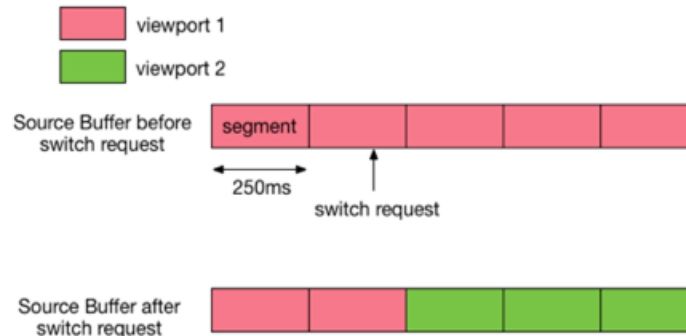 viewport 1
viewport 2
Source Buffer before
switch request
segment
250ms
switch request
Source Buffer after
switch request